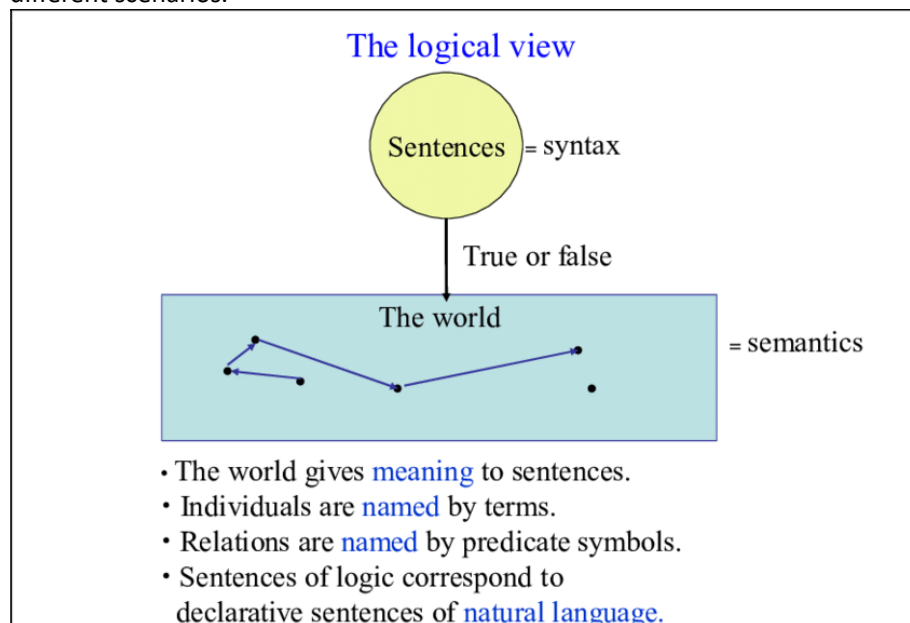 different scenarios.
The logical view
Sentences = syntax
True or false
The world
= semantics
• The world gives meaning to sentences.
• Individuals are named by terms.
• Relations are named by predicate symbols.
• Sentences of logic correspond to
declarative sentences of natural language.